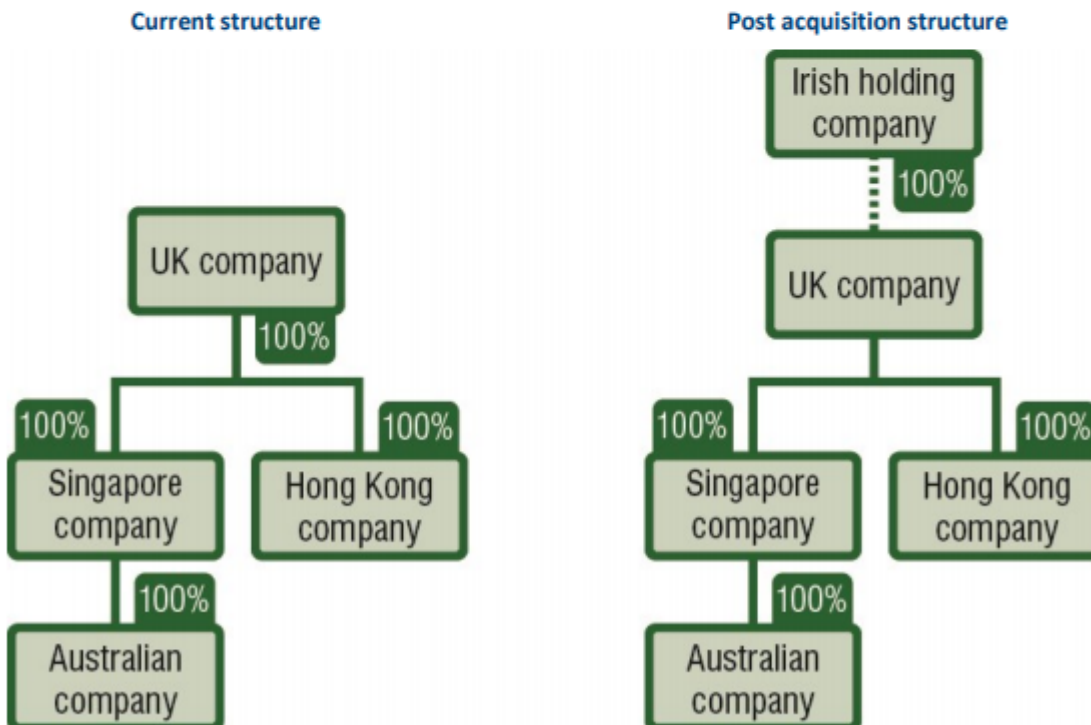 Current structure
UK company
100%
100%
100%
Singapore
company
Hong Kong
company
100%
Australian
company
Post acquisition structure
Irish holding
company
100%
UK company
100%
100%
Singapore
company
Hong Kong
company
100%
Australian
company